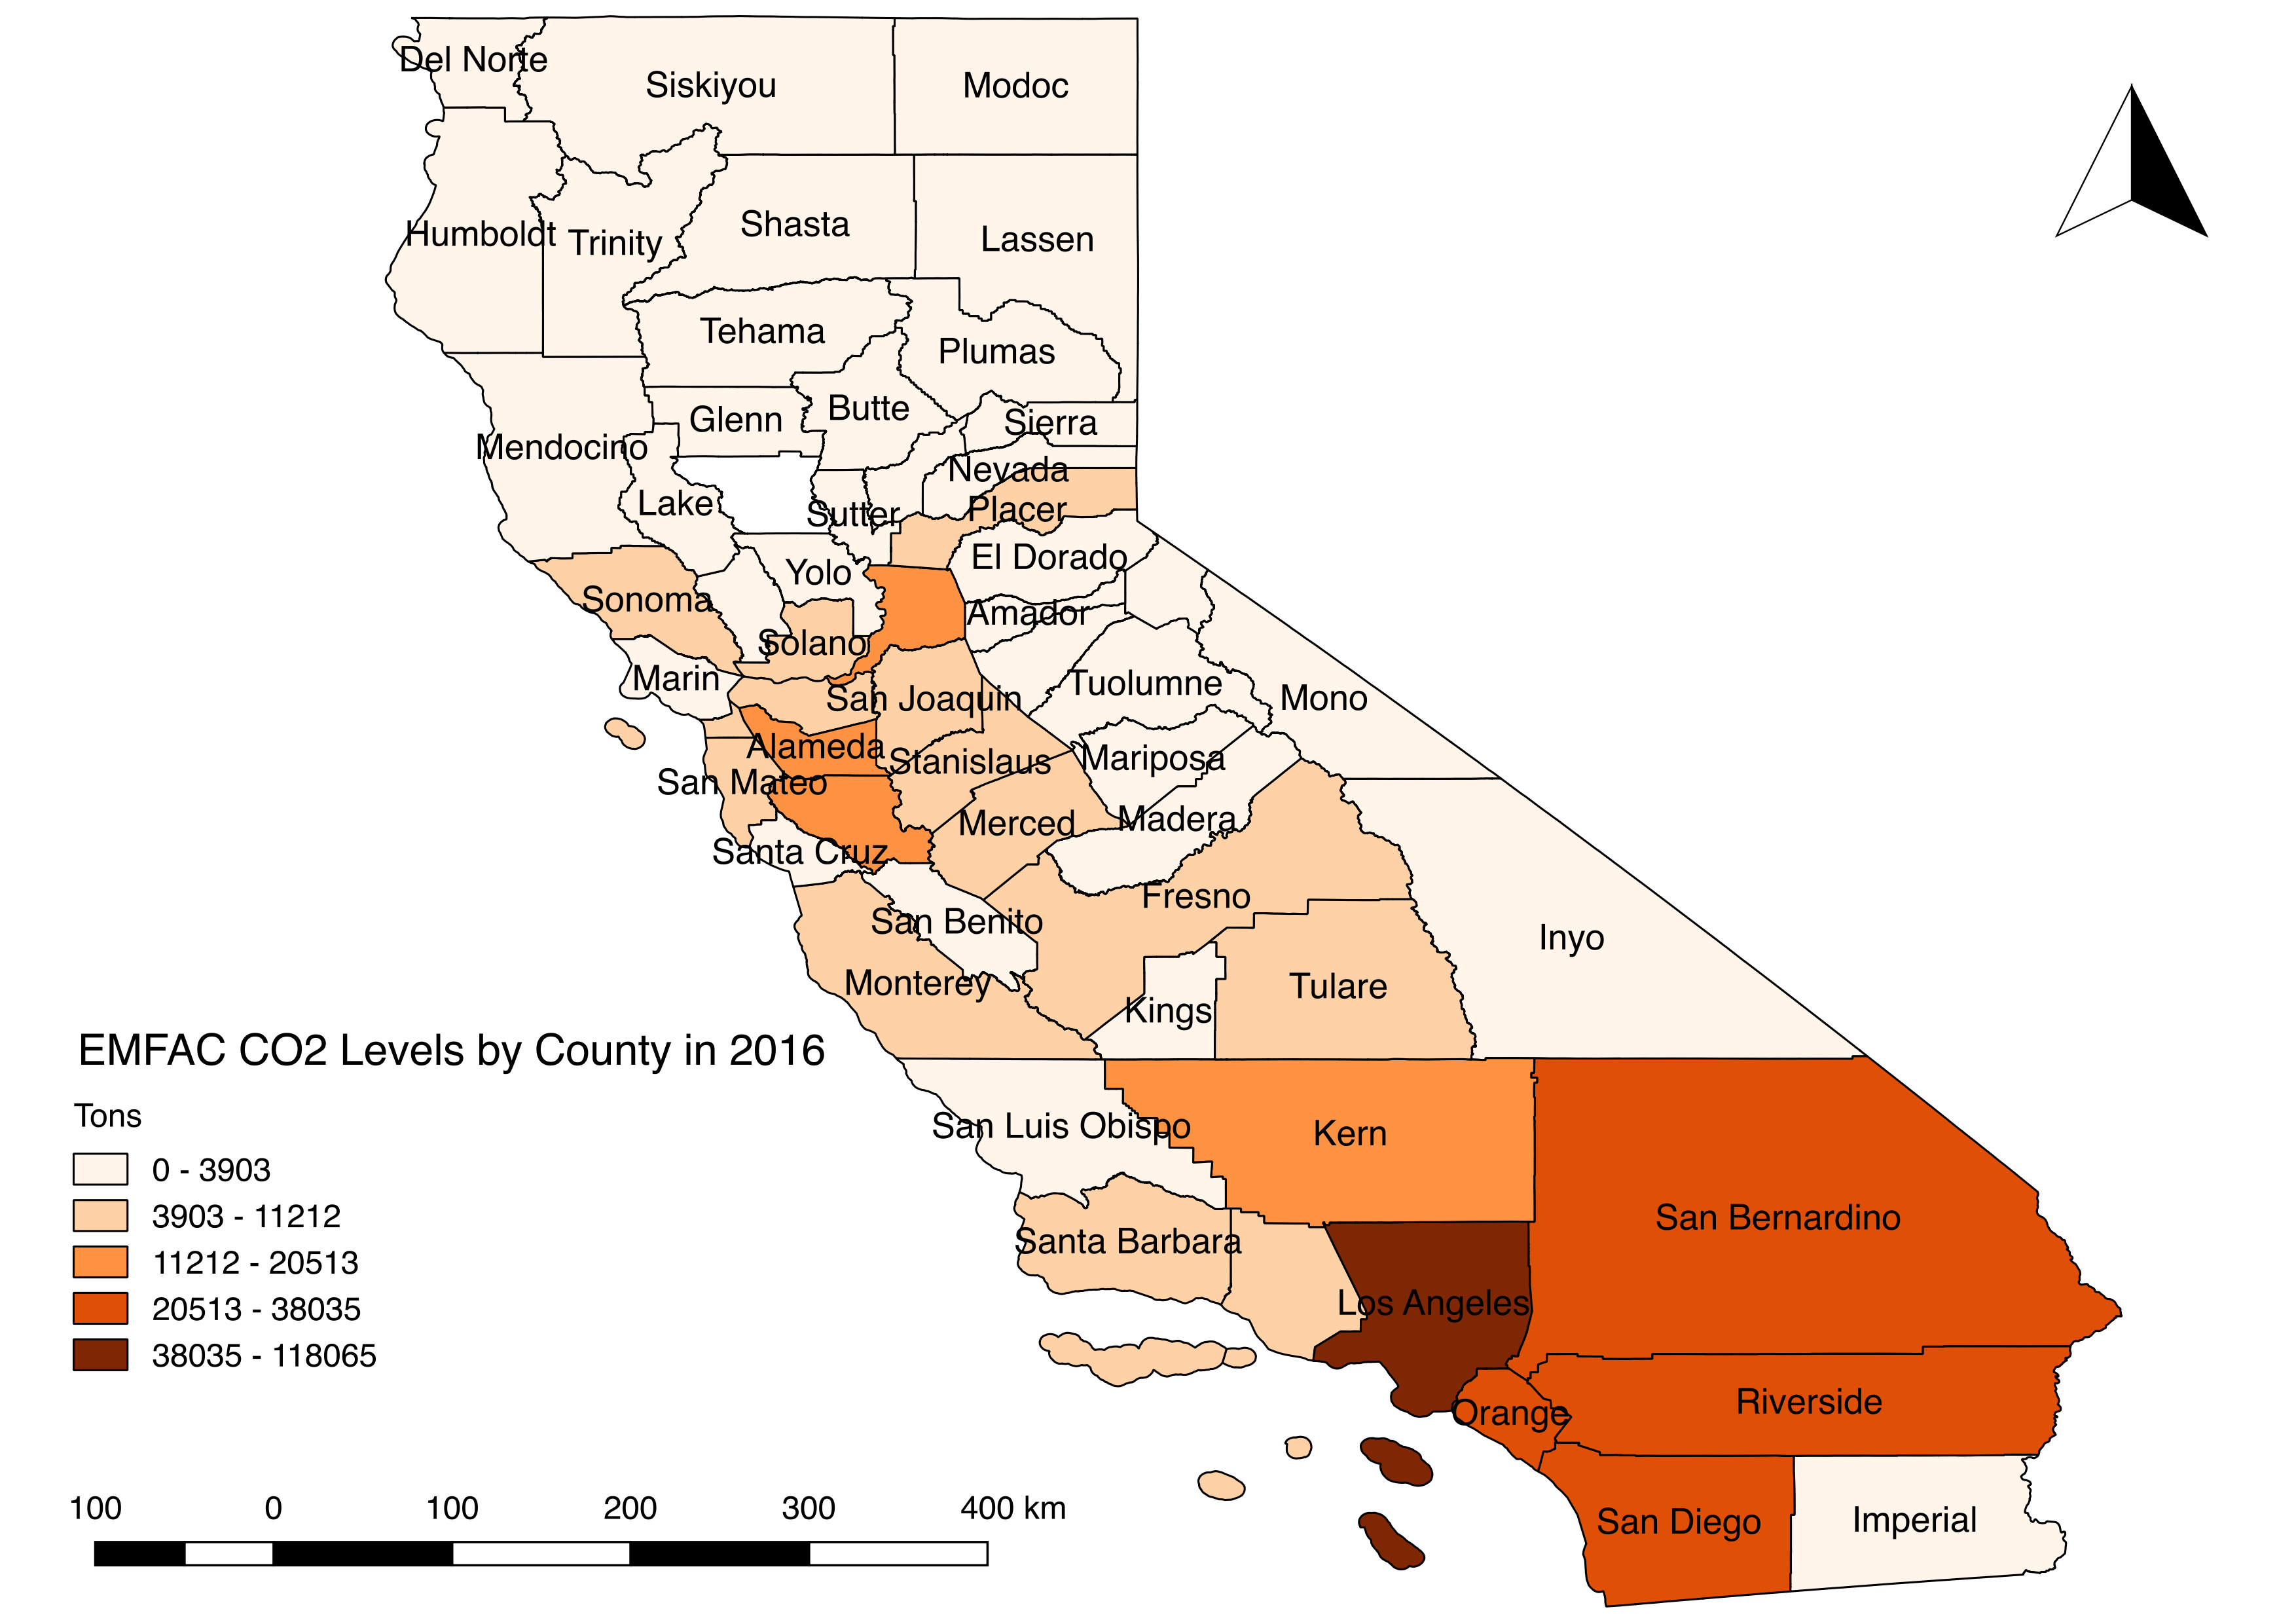 Del Norte
Siskiyou
Modoc
Humboldt
Trinity
Shasta
Lassen
Tehama
Plumas
Glenn
Butte
Sierra
Mendocino
Nevada
Lake
Sutter
Placer
Yolo
El Dorado
Sonoma
Amador
Solano
Marin
San Joaquin
Tuolumne
Mono
Alameda
Stanislaus
Mariposa
San Mateo
Merced
Madera
Santa Cruz
Fresno
San Benito
Inyo
Monterey
Kings
Tulare
San Luis Obispo
Kern
San Bernardino
Santa Barbara
Los Angeles
Riverside
Orange
San Diego
Imperial
EMFAC CO2 Levels by County in 2016
Tons
0 - 3903
3903 - 11212
11212 - 20513
20513 - 38035
38035 - 118065
100 0 100 200 300 400 km